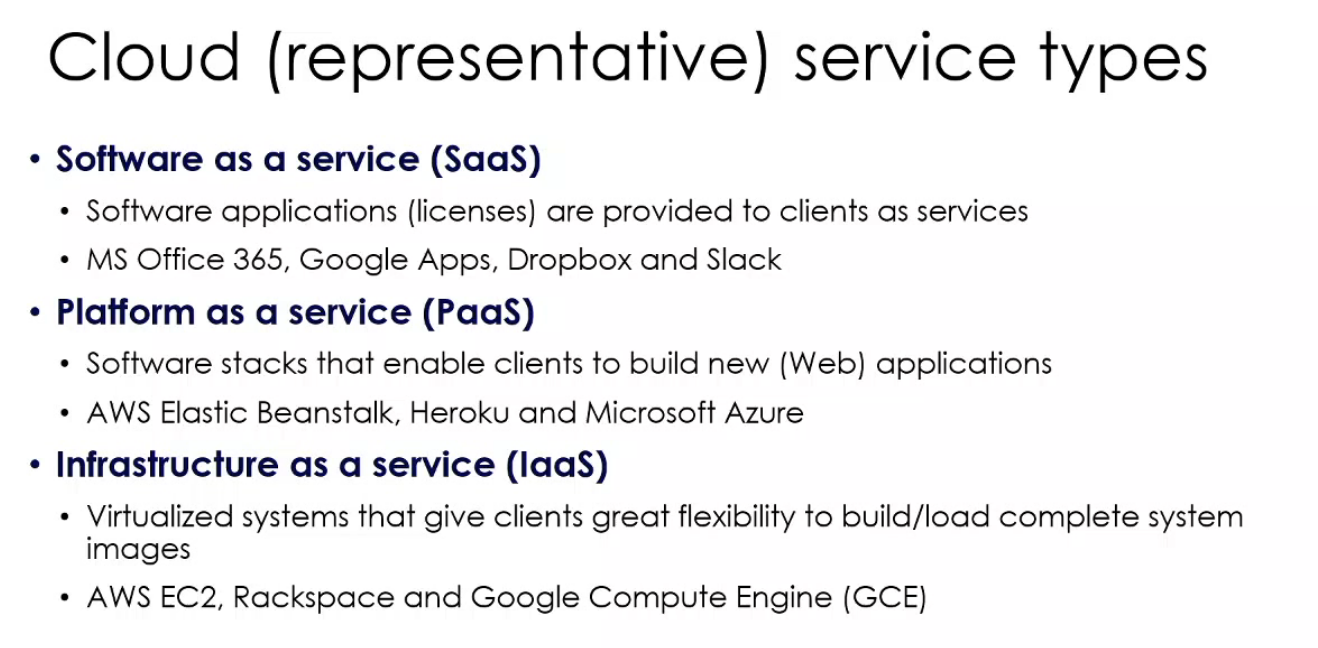 Cloud (representative) service types
• Software as a service (SaaS)
• Software applications (licenses) are provided to clients as services
• MS Office 365, Google Apps, Dropbox and Slack
• Platform as a service (PaaS)
• Software stacks that enable clients to build new (Web) applications
• AWS Elastic Beanstalk, Heroku and Microsoft Azure
• Infrastructure as a service (IaaS)
• Virtualized systems that give clients great flexibility to build/load complete system
images
• AWS EC2, Rackspace and Google Compute Engine (GCE)